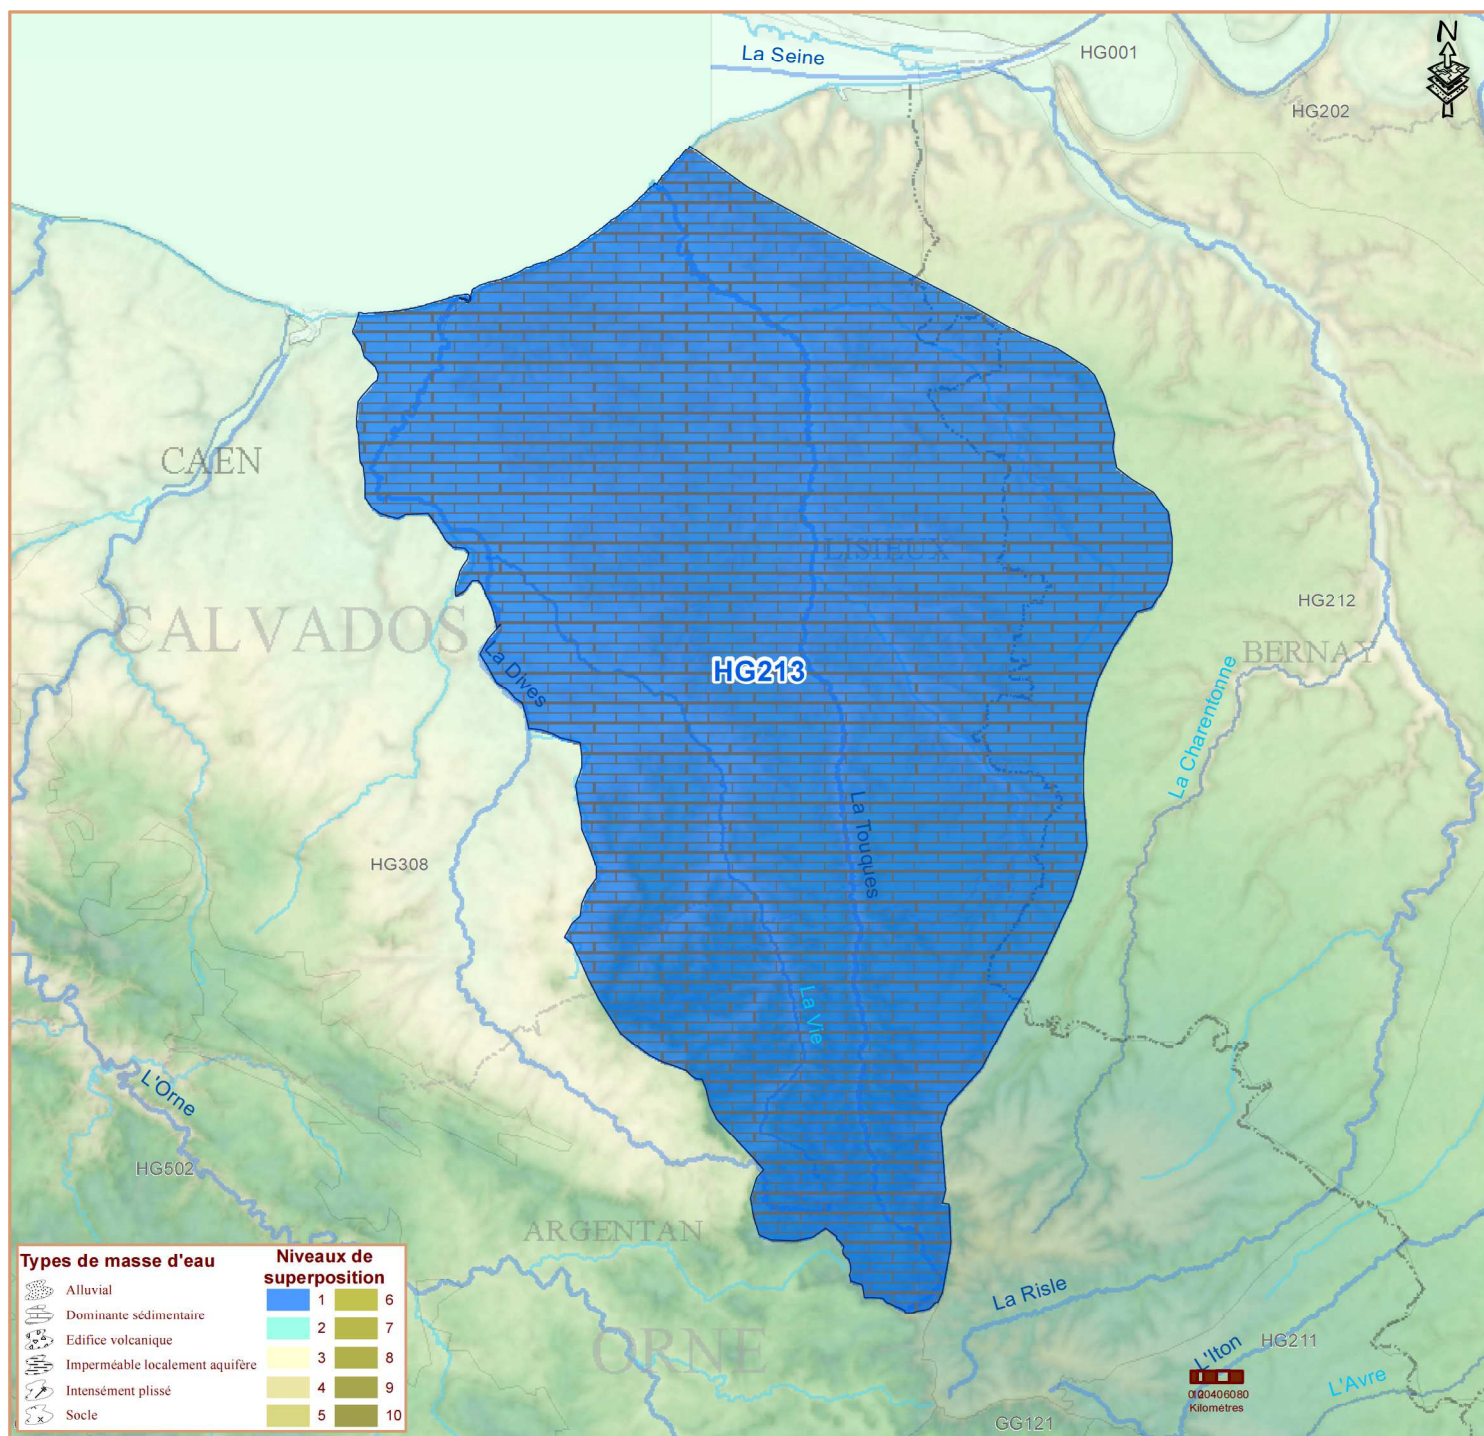 N
La Seine
HG001
HG202
CAEN
LISIEUX
CALVADOS
HG212
BERNAY
HG213
La Dives
La Charentonne
La Touques
HG308
La Vie
L'Orne
HG502
ARGENTAN
La Risle
ORNE
L'Iton
HG211
L'Avre
Kilomètres
GG121
Types de masse d'eau
Alluvial
Dominante sédimentaire
Edifice volcanique
Imperméable localement aquifère
Intensément plissé
Socle
Niveaux de
superposition
1 6
2 7
3 8
4 9
5 10